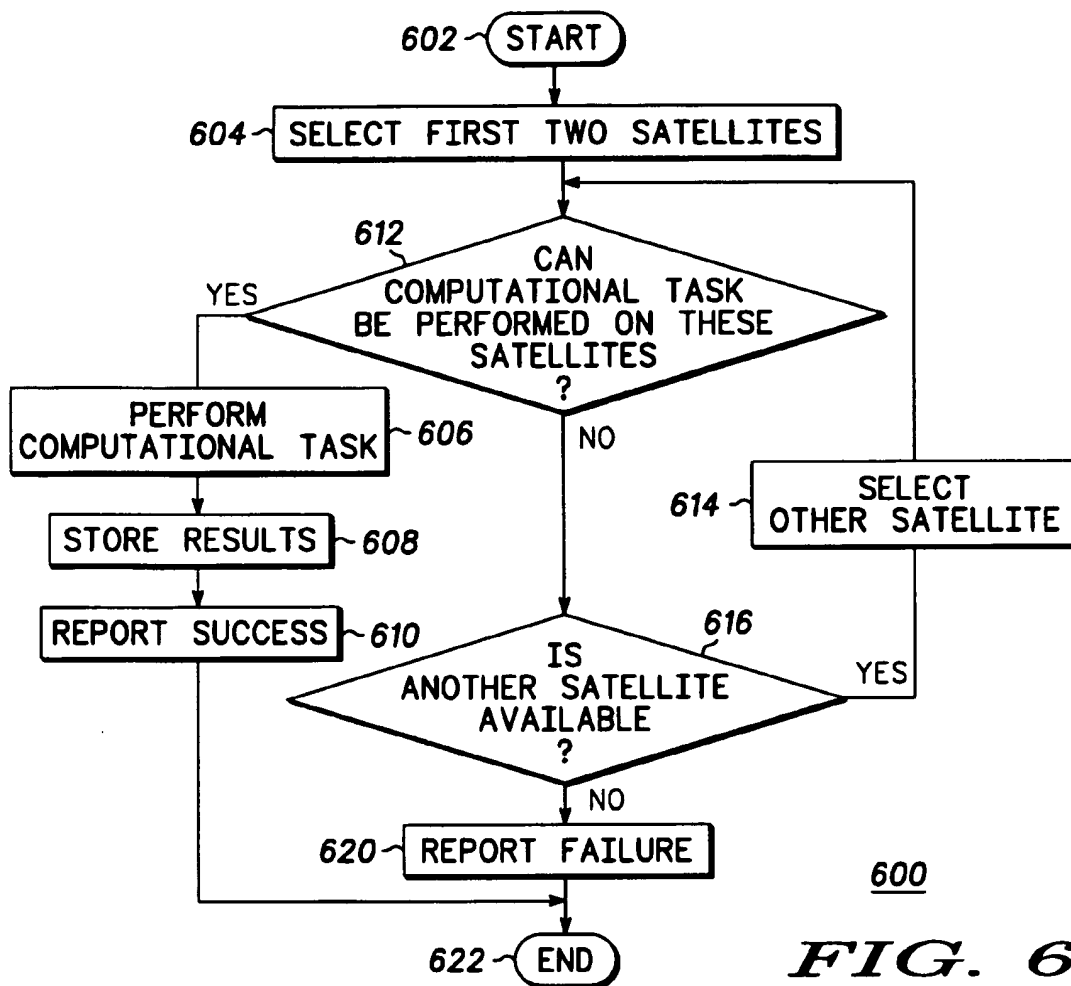 602 START
604 SELECT FIRST TWO SATELLITES
612
CAN
COMPUTATIONAL TASK
BE PERFORMED ON THESE
SATELLITES
?
YES
NO
PERFORM
COMPUTATIONAL TASK
606
STORE RESULTS
608
REPORT SUCCESS
610
614
SELECT
OTHER SATELLITE
616
IS
ANOTHER SATELLITE
AVAILABLE
?
YES
NO
620 REPORT FAILURE
600
622 END
FIG. 6